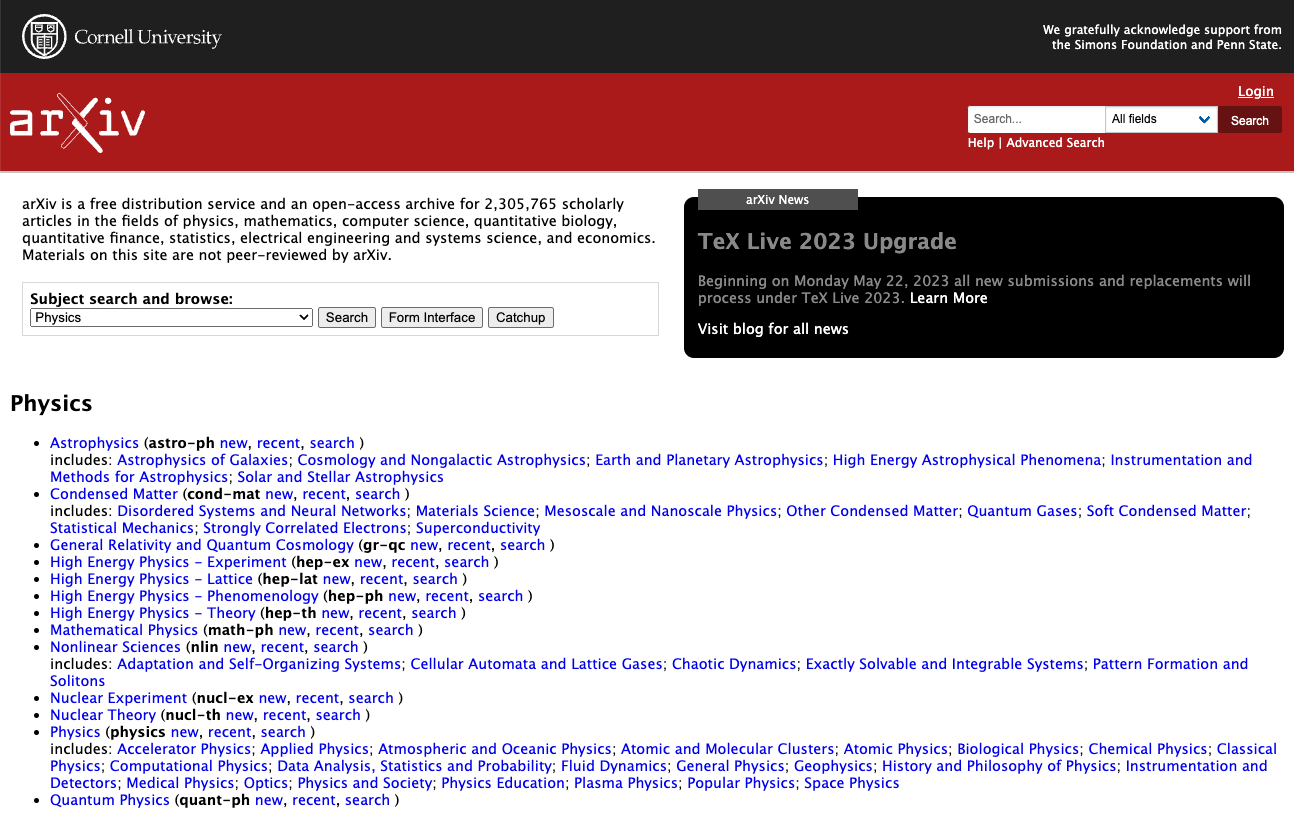 Cornell University
We gratefully acknowledge support from
the Simons Foundation and Penn State.
arXiv
Login
Search...
All fields
Search
Help | Advanced Search
arXiv is a free distribution service and an open-access archive for 2,305,765 scholarly
articles in the fields of physics, mathematics, computer science, quantitative biology,
quantitative finance, statistics, electrical engineering and systems science, and economics.
Materials on this site are not peer-reviewed by arXiv.
Subject search and browse:
Physics
Search
Form Interface
Catchup
arXiv News
TeX Live 2023 Upgrade
Beginning on Monday May 22, 2023 all new submissions and replacements will
process under TeX Live 2023. Learn More
Visit blog for all news
Physics
• Astrophysics (astro-ph new, recent, search )
includes: Astrophysics of Galaxies; Cosmology and Nongalactic Astrophysics; Earth and Planetary Astrophysics; High Energy Astrophysical Phenomena; Instrumentation and
Methods for Astrophysics; Solar and Stellar Astrophysics
• Condensed Matter (cond-mat new, recent, search )
includes: Disordered Systems and Neural Networks; Materials Science; Mesoscale and Nanoscale Physics; Other Condensed Matter; Quantum Gases; Soft Condensed Matter;
Statistical Mechanics; Strongly Correlated Electrons; Superconductivity
• General Relativity and Quantum Cosmology (gr-qc new, recent, search )
• High Energy Physics - Experiment (hep-ex new, recent, search )
• High Energy Physics - Lattice (hep-lat new, recent, search )
• High Energy Physics - Phenomenology (hep-ph new, recent, search )
• High Energy Physics - Theory (hep-th new, recent, search )
• Mathematical Physics (math-ph new, recent, search )
• Nonlinear Sciences (nlin new, recent, search )
includes: Adaptation and Self-Organizing Systems; Cellular Automata and Lattice Gases; Chaotic Dynamics; Exactly Solvable and Integrable Systems; Pattern Formation and
Solitons
• Nuclear Experiment (nucl-ex new, recent, search )
• Nuclear Theory (nucl-th new, recent, search )
• Physics (physics new, recent, search )
includes: Accelerator Physics; Applied Physics; Atmospheric and Oceanic Physics; Atomic and Molecular Clusters; Atomic Physics; Biological Physics; Chemical Physics; Classical
Physics; Computational Physics; Data Analysis, Statistics and Probability; Fluid Dynamics; General Physics; Geophysics; History and Philosophy of Physics; Instrumentation and
Detectors; Medical Physics; Optics; Physics and Society; Physics Education; Plasma Physics; Popular Physics; Space Physics
• Quantum Physics (quant-ph new, recent, search )